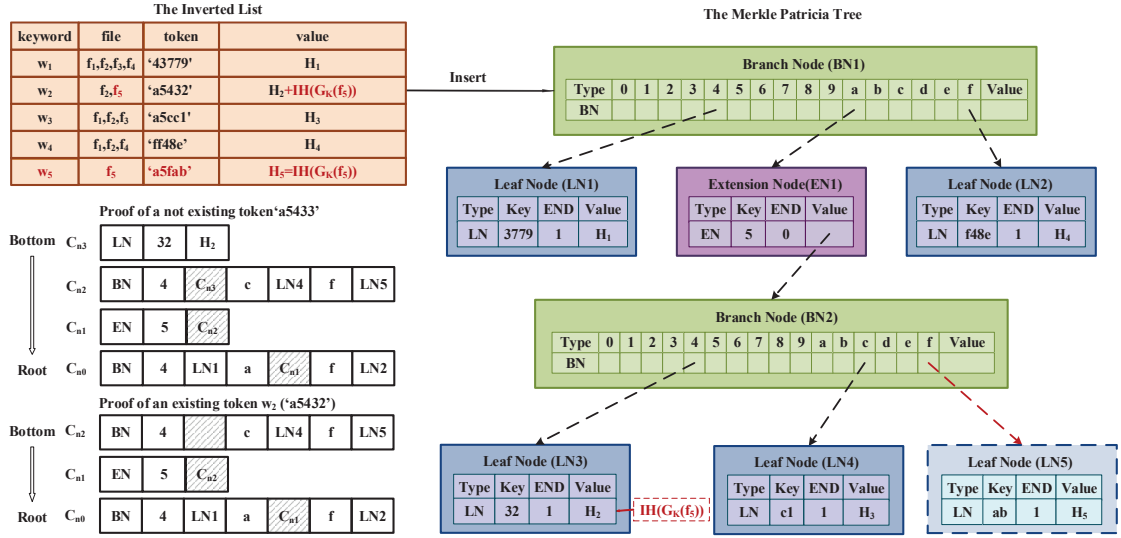 The Inverted List
keyword file token value
w1 f1,f2,f3,f4 '43779' H1
w2 f2,f5 'a5432' H2+IH(GK(f5))
w3 f1,f2,f3 'a5cc1' H3
w4 f1,f2,f4 'ff48e' H4
w5 f5 'a5fab' H5=IH(GK(f5))
Insert
Proof of a not existing token'a5433'
Bottom
Root
Cn3 LN 32 H2
Cn2 BN 4 Cn3 c LN4 f LN5
Cn1 EN 5 Cn2
Cn0 BN 4 LN1 a Cn1 f LN2
Proof of an existing token w2 ('a5432')
Bottom
Root
Cn2 BN 4 c LN4 f LN5
Cn1 EN 5 Cn2
Cn0 BN 4 LN1 a Cn1 f LN2
The Merkle Patricia Tree
Branch Node (BN1)
Type 0 1 2 3 4 5 6 7 8 9 a b c d e f Value
BN
Leaf Node (LN1)
Type Key END Value
LN 3779 1 H1
Extension Node(EN1)
Type Key END Value
EN 5 0
Leaf Node (LN2)
Type Key END Value
LN f48e 1 H4
Branch Node (BN2)
Type 0 1 2 3 4 5 6 7 8 9 a b c d e f Value
BN
Leaf Node (LN3)
Type Key END Value
LN 32 1 H2
IH(GK(f5))
Leaf Node (LN4)
Type Key END Value
LN c1 1 H3
Leaf Node (LN5)
Type Key END Value
LN ab 1 H5